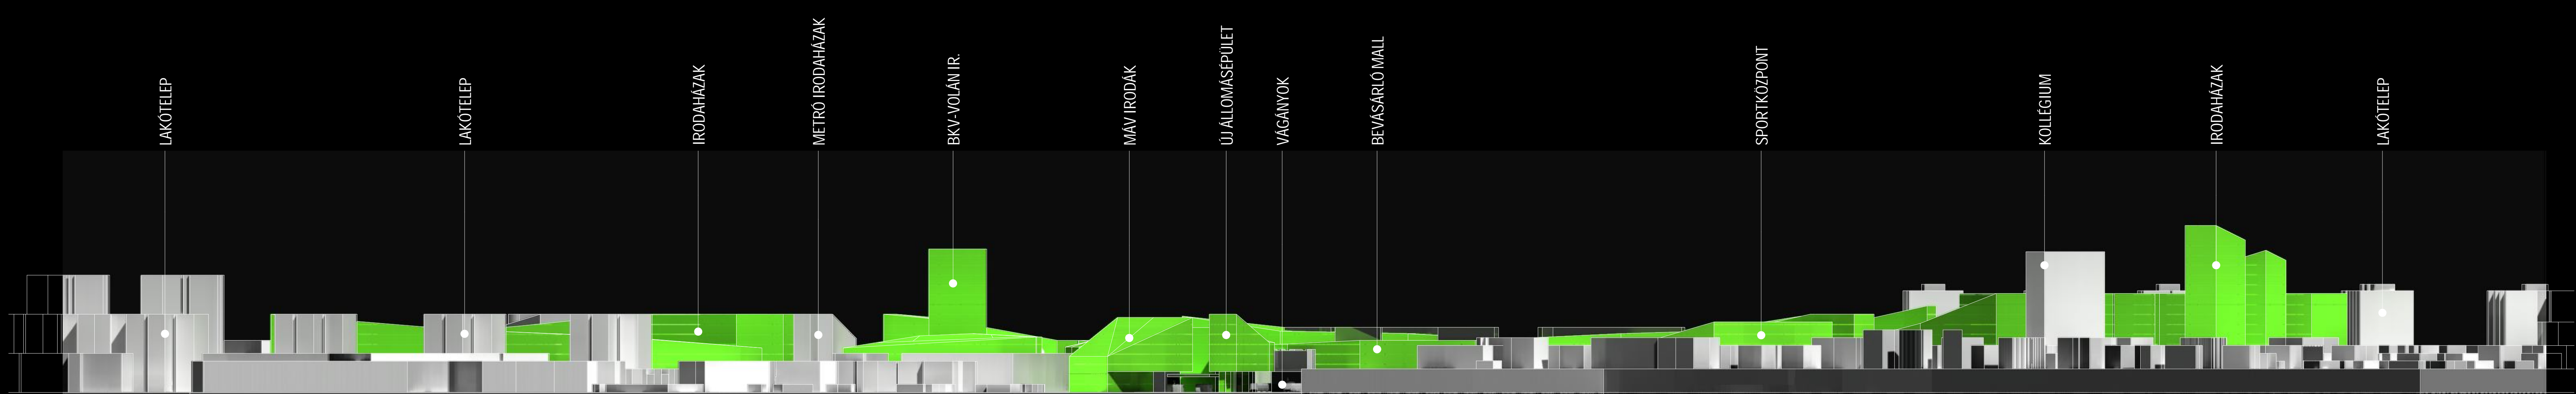 LAKÓTELEP
LAKÓTELEP
IRODAHÁZAK
METRÓ IRODAHÁZAK
BKV-VOLÁN IR.
MÁV IRODÁK
ÚJ ÁLLOMÁSÉPÜLET
VÁGÁNYOK
BEVÁSÁRLÓ MALL
SPORTKÖZPONT
KOLLÉGIUM
IRODAHÁZAK
LAKÓTELEP